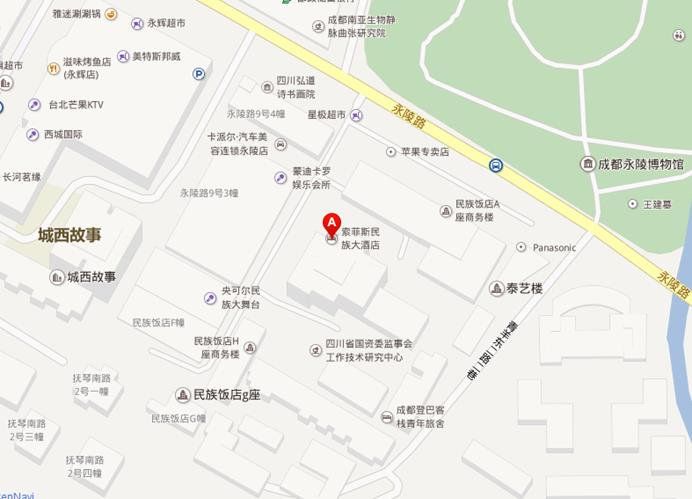 雅迷涮涮锅
永辉超市
成都南亚生物静
脉曲张研究院
美特斯邦威
滋味烤鱼店
(永辉店)
P
超市
台北芒果KTV
四川弘道
诗书画院
永陵路9号4幢
星极超市
永陵路
西城国际
卡派尔·汽车美
容连锁永陵店
苹果专卖店
成都永陵博物馆
长河茗缘
蒙迪卡罗
娱乐会所
永陵路9号3幢
民族饭店A
座商务楼
王建墓
A
索菲斯民
族大酒店
城西故事
Panasonic
城西故事
永陵路
泰艺楼
央可尔民
族大舞台
民族饭店F幢
青羊东二路二巷
民族饭店H
座商务楼
四川省国资委监事会
工作技术研究中心
抚琴南路
2号一幢
民族饭店g座
民族饭店G幢
成都登巴客
栈青年旅舍
抚琴南路
2号三幢
抚琴南路
2号四幢
enNavi